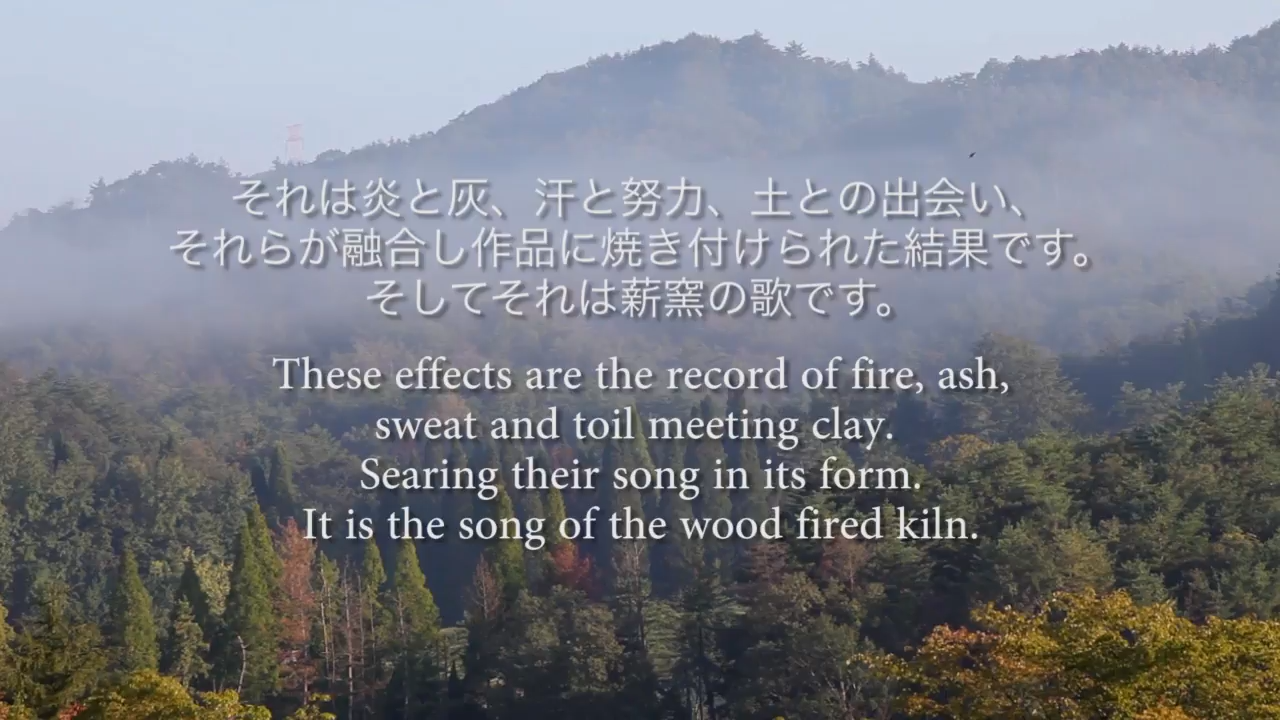 それは炎と灰、汗と努力、土との出会い、
それらが融合し作品に焼き付けられた結果です。
そしてそれは薪窯の歌です。
These effects are the record of fire, ash,
sweat and toil meeting clay.
Searing their song in its form.
It is the song of the wood fired kiln.